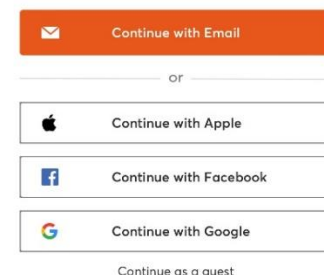 Continue with Email
or
Continue with Apple
Continue with Facebook
Continue with Google
Continue as a guest